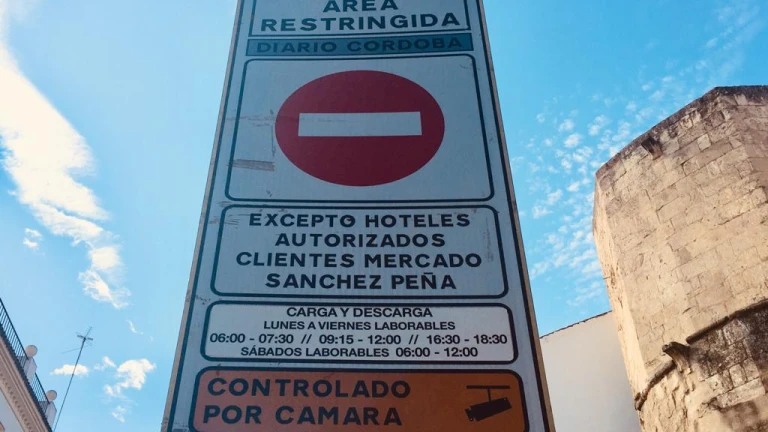 AREA
RESTRINGIDA
DIARIO CORDOBA
EXCEPTO HOTELES
AUTORIZADOS
CLIENTES MERCADO
SANCHEZ PEÑA
CARGA Y DESCARGA
LUNES A VIERNES LABORABLES
06:00 - 07:30 // 09:15 - 12:00 // 16:30 - 18:30
SÁBADOS LABORABLES 06:00 - 12:00
CONTROLADO
POR CAMARA